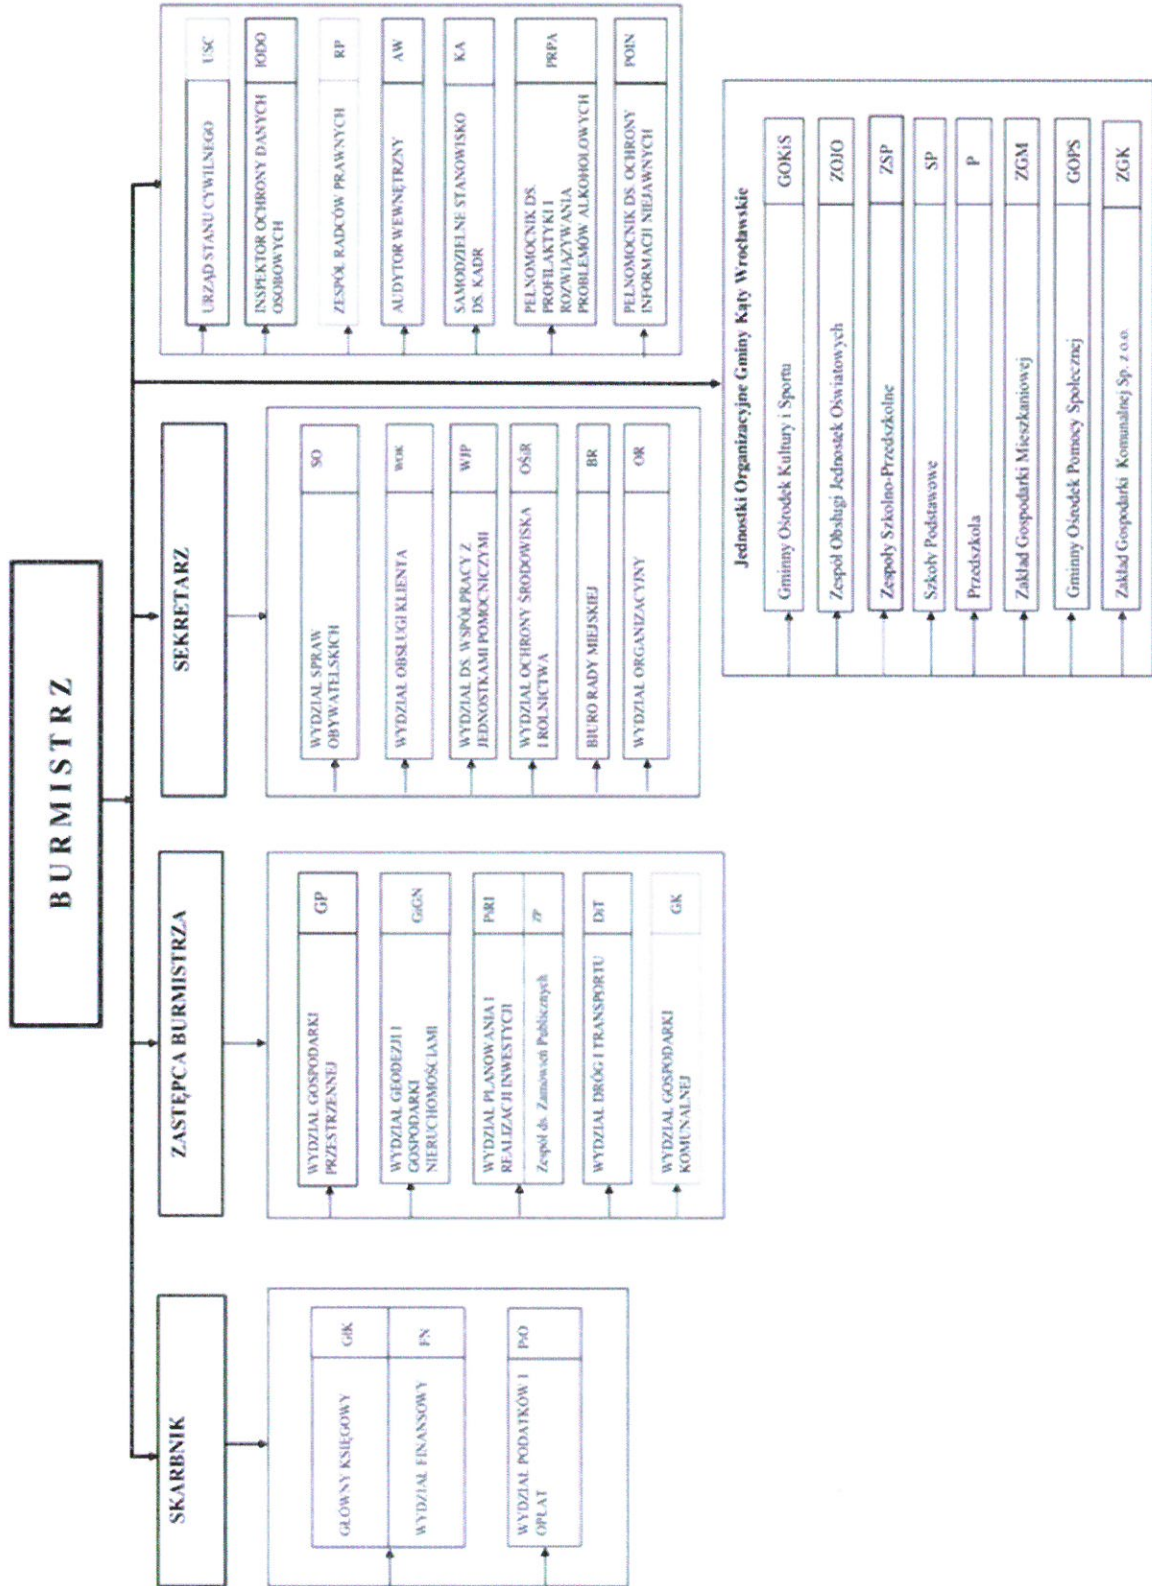 BURMISTRZ
SKARBNIK
GŁÓWNY KSIĘGOWY
GłK
WYDZIAŁ FINANSOWY
FN
WYDZIAŁ PODATKÓW I
OPŁAT
PiO
ZASTĘPCA BURMISTRZA
WYDZIAŁ GOSPODARKI
PRZESTRZENNEJ
GP
WYDZIAŁ GEODEZJI I
GOSPODARKI
NIERUCHOMOŚCIAMI
GiGN
WYDZIAŁ PLANOWANIA I
REALIZACJI INWESTYCJI
PiRI
Zespół ds. Zamówień Publicznych
ZP
WYDZIAŁ DRÓG I TRANSPORTU
DiT
WYDZIAŁ GOSPODARKI
KOMUNALNEJ
GK
SEKRETARZ
WYDZIAŁ SPRAW
OBYWATELSKICH
SO
WYDZIAŁ OBSŁUGI KLIENTA
WOK
WYDZIAŁ DS. WSPÓŁPRACY Z
JEDNOSTKAMI POMOCNICZYMI
WJP
WYDZIAŁ OCHRONY ŚRODOWISKA
I ROLNICTWA
OŚiR
BIURO RADY MIEJSKIEJ
BR
WYDZIAŁ ORGANIZACYJNY
OR
URZĄD STANU CYWILNEGO
USC
INSPEKTOR OCHRONY DANYCH
OSOBOWYCH
IODO
ZESPÓŁ RADCÓW PRAWNYCH
RP
AUDYTOR WEWNĘTRZNY
AW
SAMODZIELNE STANOWISKO
DS. KADR
KA
PEŁNOMOCNIK DS.
PROFILAKTYKI I
ROZWIĄZYWANIA
PROBLEMÓW ALKOHOLOWYCH
PRPA
PEŁNOMOCNIK DS. OCHRONY
INFORMACJI NIEJAWNYCH
POIN
Jednostki Organizacyjne Gminy Kąty Wrocławskie
Gminny Ośrodek Kultury i Sportu
GOKiS
Zespół Obsługi Jednostek Oświatowych
ZOJO
Zespoły Szkolno-Przedszkolne
ZSP
Szkoły Podstawowe
SP
Przedszkola
P
Zakład Gospodarki Mieszkaniowej
ZGM
Gminny Ośrodek Pomocy Społecznej
GOPS
Zakład Gospodarki Komunalnej Sp. z o.o.
ZGK